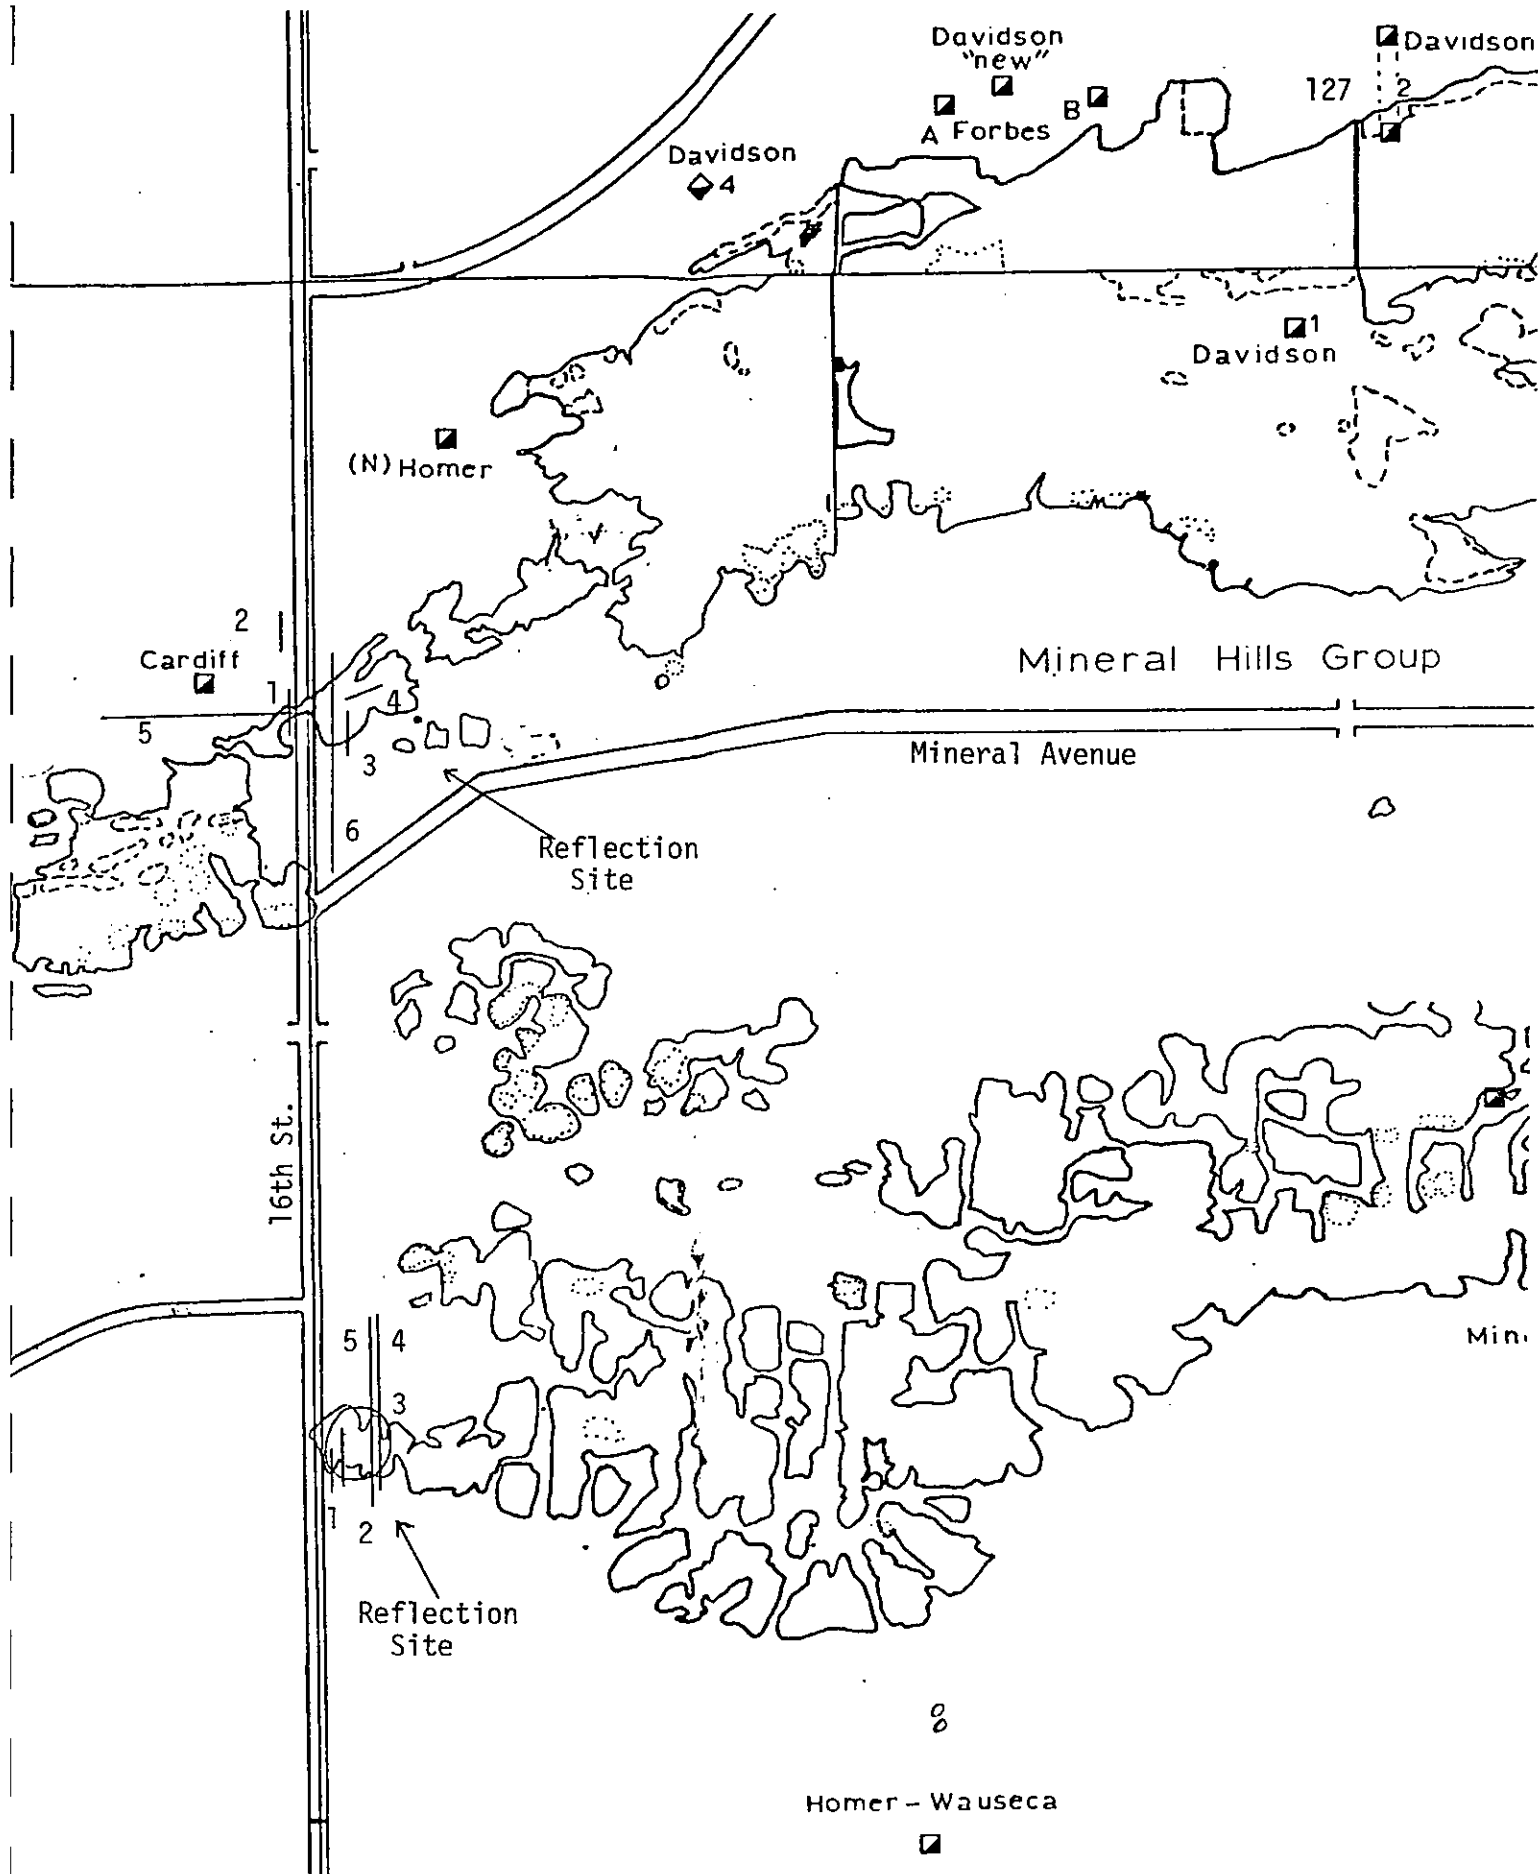 Davidson
"new"
Davidson
127
2
B
A Forbes
Davidson
4
1
Davidson
(N) Homer
2
Cardiff
Mineral Hills Group
1
4
5
3
Mineral Avenue
6
Reflection
Site
16th St.
5
4
Min
3
1
2
Reflection
Site
Homer-Wauseca